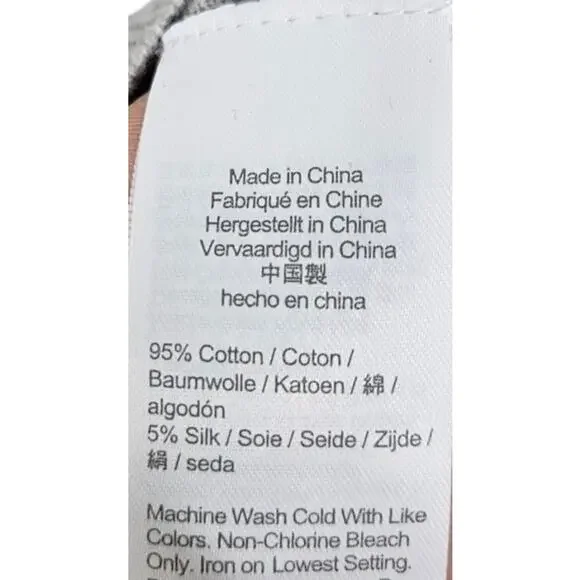 Made in China
Fabriqué en Chine
Hergestellt in China
Vervaardigd in China
中国製
hecho en china
95% Cotton / Coton /
Baumwolle / Katoen / 綿 /
algodón
5% Silk / Soie / Seide / Zijde /
絹 / seda
Machine Wash Cold With Like
Colors. Non-Chlorine Bleach
Only. Iron on Lowest Setting.